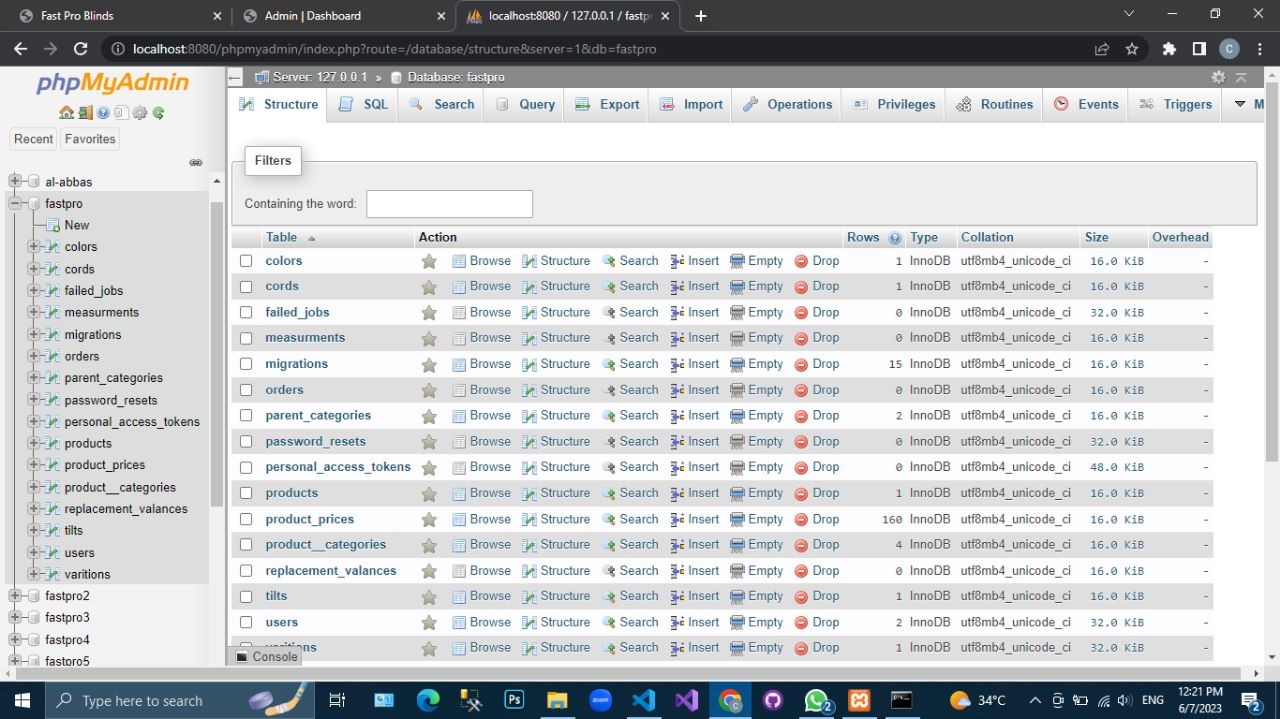 Fast Pro Blinds
Admin | Dashboard
localhost:8080 / 127.0.0.1 / fastpr
localhost:8080/phpmyadmin/index.php?route=/database/structure&server=1&db=fastpro
C
phpMyAdmin
Recent Favorites
al-abbas
fastpro
New
colors
cords
failed_jobs
measurments
migrations
orders
parent_categories
password_resets
personal_access_tokens
products
product_prices
product__categories
replacement_valances
tilts
users
varitions
fastpro2
fastpro3
fastpro4
fastpro5
Server: 127.0.0.1 » Database: fastpro
Structure SQL Search Query Export Import Operations Privileges Routines Events Triggers M
Filters
Containing the word:
Table Action Rows Type Collation Size Overhead
colors Browse Structure Search Insert Empty Drop 1 InnoDB utf8mb4_unicode_ci 16.0 KiB -
cords Browse Structure Search Insert Empty Drop 1 InnoDB utf8mb4_unicode_ci 16.0 KiB -
failed_jobs Browse Structure Search Insert Empty Drop 0 InnoDB utf8mb4_unicode_ci 32.0 KiB -
measurments Browse Structure Search Insert Empty Drop 0 InnoDB utf8mb4_unicode_ci 16.0 KiB -
migrations Browse Structure Search Insert Empty Drop 15 InnoDB utf8mb4_unicode_ci 16.0 KiB -
orders Browse Structure Search Insert Empty Drop 0 InnoDB utf8mb4_unicode_ci 16.0 KiB -
parent_categories Browse Structure Search Insert Empty Drop 2 InnoDB utf8mb4_unicode_ci 16.0 KiB -
password_resets Browse Structure Search Insert Empty Drop 0 InnoDB utf8mb4_unicode_ci 32.0 KiB -
personal_access_tokens Browse Structure Search Insert Empty Drop 0 InnoDB utf8mb4_unicode_ci 48.0 KiB -
products Browse Structure Search Insert Empty Drop 1 InnoDB utf8mb4_unicode_ci 16.0 KiB -
product_prices Browse Structure Search Insert Empty Drop 160 InnoDB utf8mb4_unicode_ci 16.0 KiB -
product__categories Browse Structure Search Insert Empty Drop 4 InnoDB utf8mb4_unicode_ci 16.0 KiB -
replacement_valances Browse Structure Search Insert Empty Drop 0 InnoDB utf8mb4_unicode_ci 16.0 KiB -
tilts Browse Structure Search Insert Empty Drop 1 InnoDB utf8mb4_unicode_ci 16.0 KiB -
users Browse Structure Search Insert Empty Drop 2 InnoDB utf8mb4_unicode_ci 32.0 KiB -
varitions Browse Structure Search Insert Empty Drop 1 InnoDB utf8mb4_unicode_ci 32.0 KiB -
Console
Type here to search
Ps
zoom
2
34°C
ENG
12:21 PM
6/7/2023
2